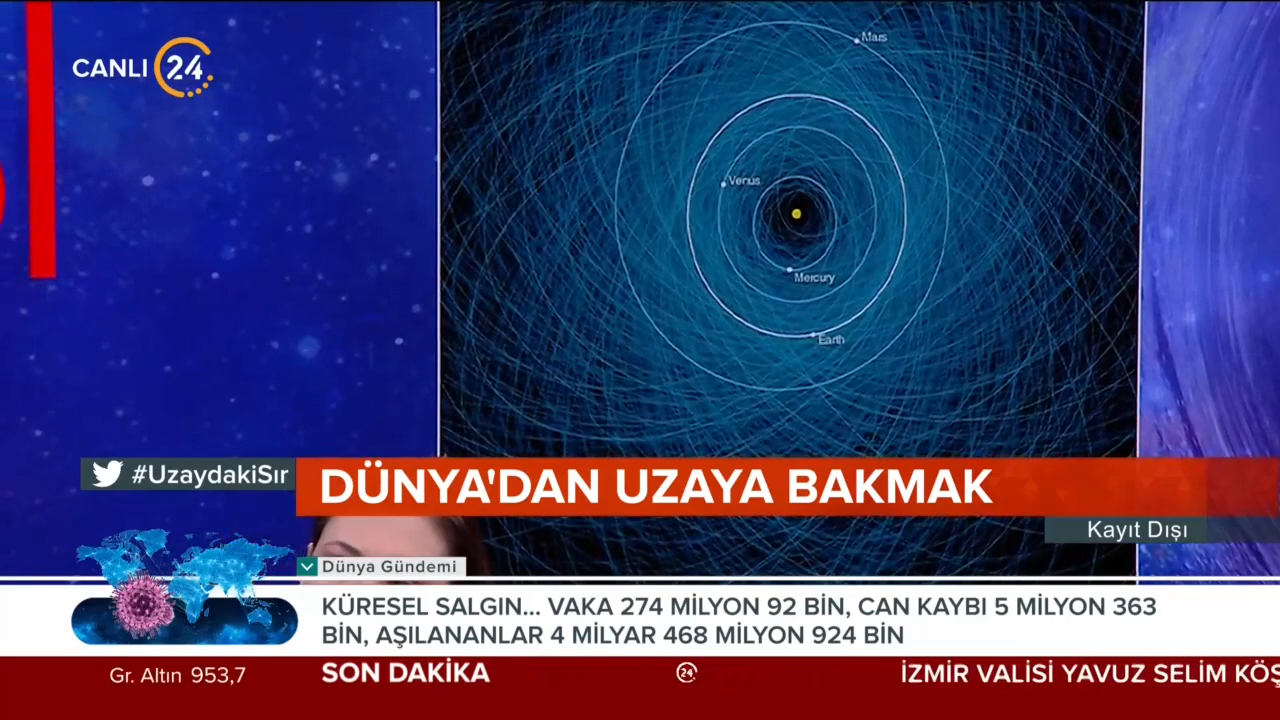 CANLI 24
Mars
Venus
Mercury
Earth
#UzaydakiSır
DÜNYA'DAN UZAYA BAKMAK
Kayıt Dışı
Dünya Gündemi
KÜRESEL SALGIN... VAKA 274 MİLYON 92 BİN, CAN KAYBI 5 MİLYON 363
BİN, AŞILANANLAR 4 MİLYAR 468 MİLYON 924 BİN
Gr. Altın 953,7
SON DAKİKA
24
İZMİR VALİSİ YAVUZ SELİM KÖŞ